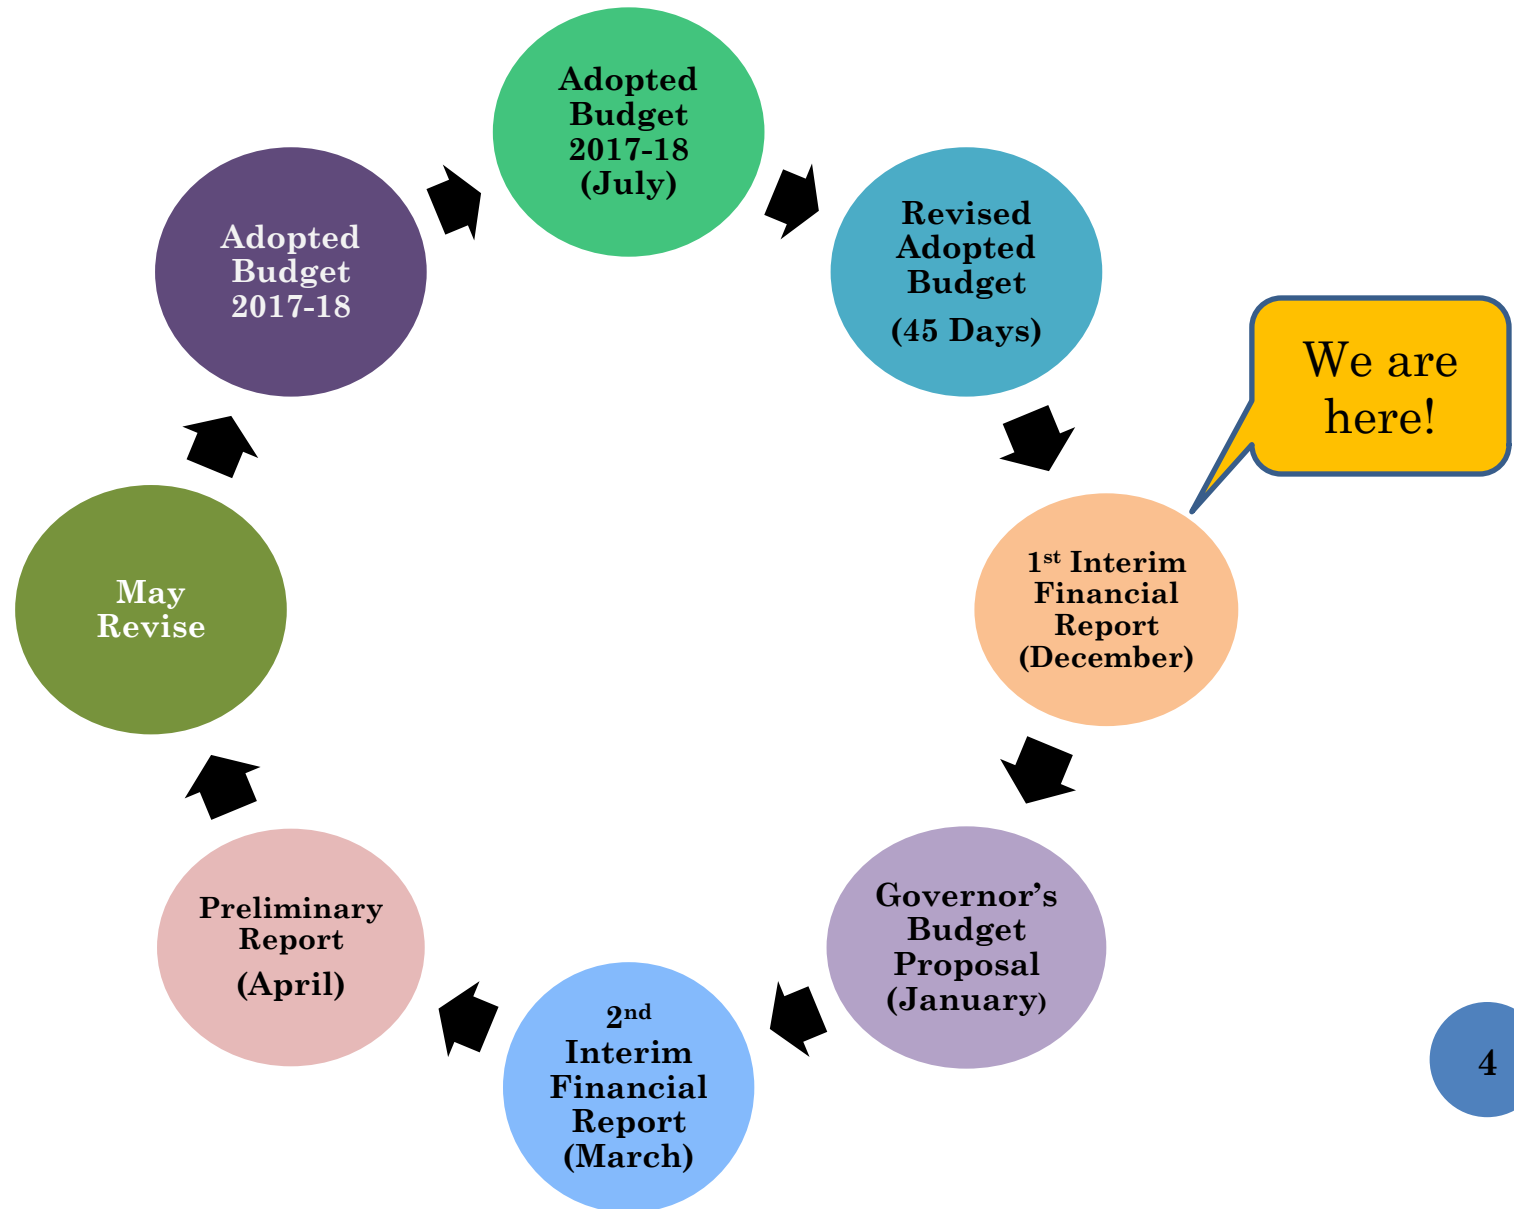 Adopted
Budget
2017-18
(July)
Revised
Adopted
Budget
(45 Days)
We are
here!
1st Interim
Financial
Report
(December)
Governor's
Budget
Proposal
(January)
2nd
Interim
Financial
Report
(March)
Preliminary
Report
(April)
May
Revise
Adopted
Budget
2017-18
4